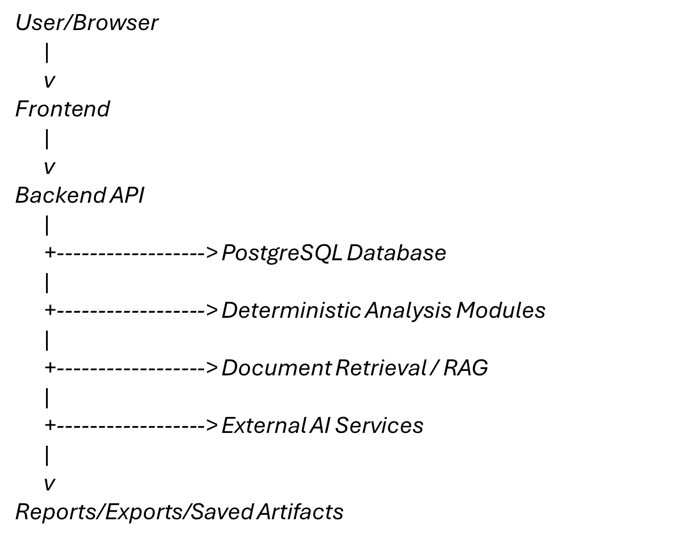 User/Browser
|
v
Frontend
|
v
Backend API
|
+------------------> PostgreSQL Database
|
+------------------> Deterministic Analysis Modules
|
+------------------> Document Retrieval / RAG
|
+------------------> External AI Services
|
v
Reports/Exports/Saved Artifacts